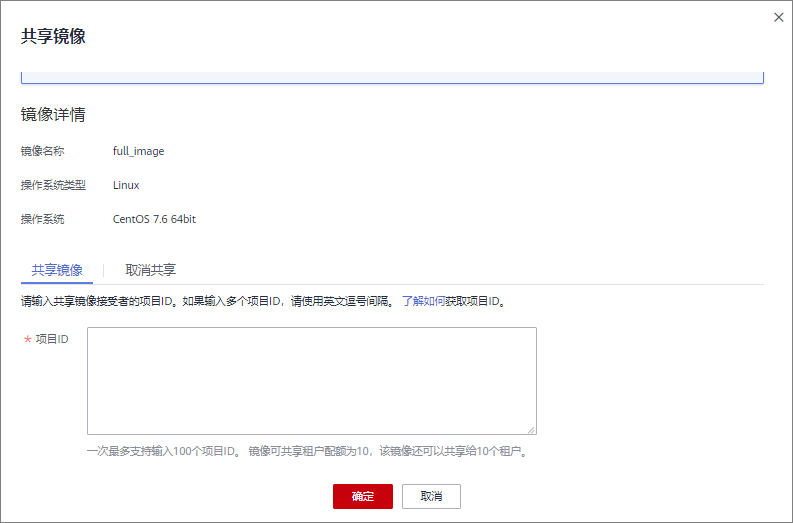 共享镜像
镜像详情
镜像名称 full_image
操作系统类型 Linux
操作系统 CentOS 7.6 64bit
共享镜像 取消共享
请输入共享镜像接受者的项目ID。如果输入多个项目ID，请使用英文逗号间隔。 了解如何获取项目ID。
* 项目ID
一次最多支持输入100个项目ID。 镜像可共享租户配额为10，该镜像还可以共享给10个租户。
确定 取消